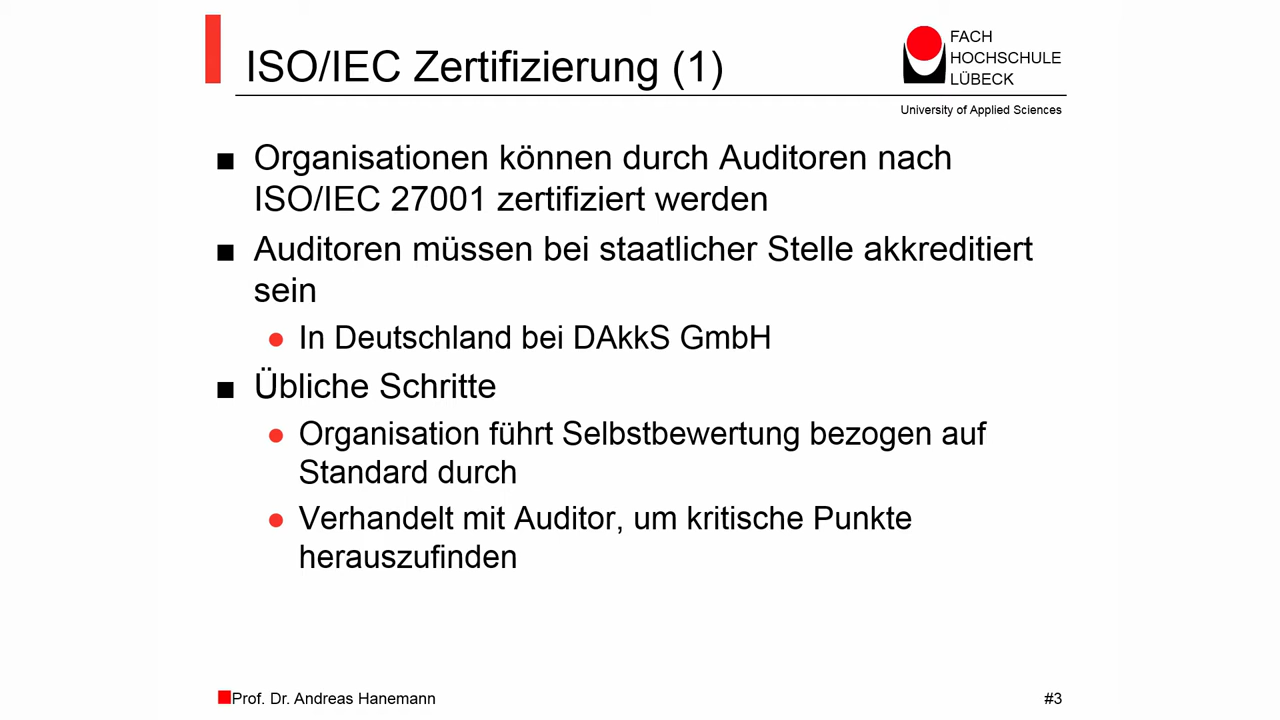 ISO/IEC Zertifizierung (1)
FACH
HOCHSCHULE
LÜBECK
University of Applied Sciences
■ Organisationen können durch Auditoren nach
ISO/IEC 27001 zertifiziert werden
■ Auditoren müssen bei staatlicher Stelle akkreditiert
sein
● In Deutschland bei DAkkS GmbH
■ Übliche Schritte
● Organisation führt Selbstbewertung bezogen auf
Standard durch
● Verhandelt mit Auditor, um kritische Punkte
herauszufinden
Prof. Dr. Andreas Hanemann
#3